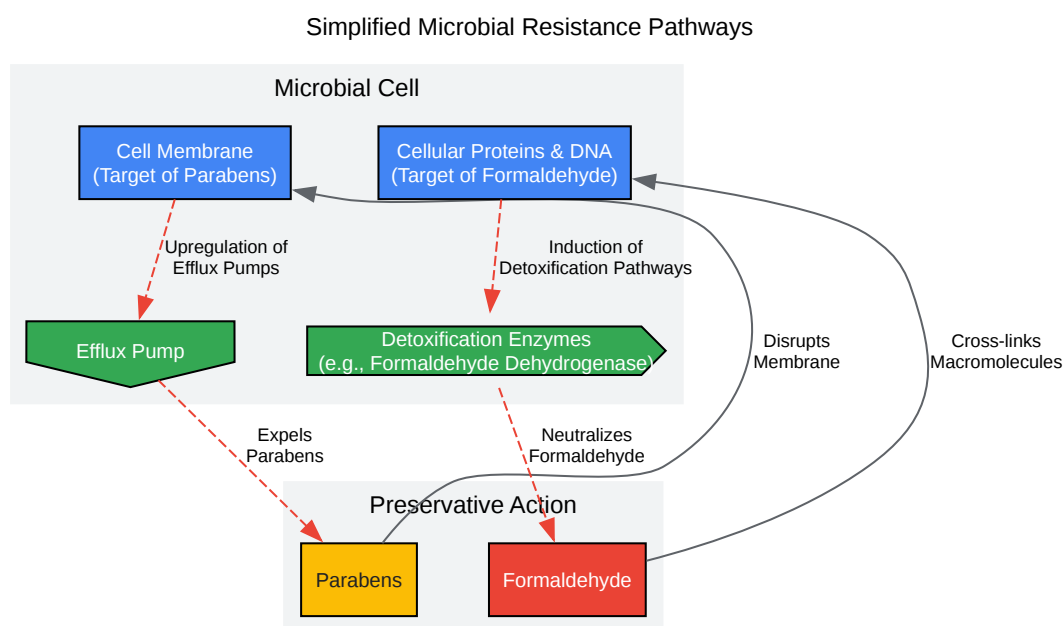 Simplified Microbial Resistance Pathways
Microbial Cell
Cell Membrane
(Target of Parabens)
Cellular Proteins & DNA
(Target of Formaldehyde)
Upregulation of
Efflux Pumps
Induction of
Detoxification Pathways
Efflux Pump
Detoxification Enzymes
(e.g., Formaldehyde Dehydrogenase)
Disrupts
Membrane
Cross-links
Macromolecules
Expels
Parabens
Neutralizes
Formaldehyde
Preservative Action
Parabens
Formaldehyde